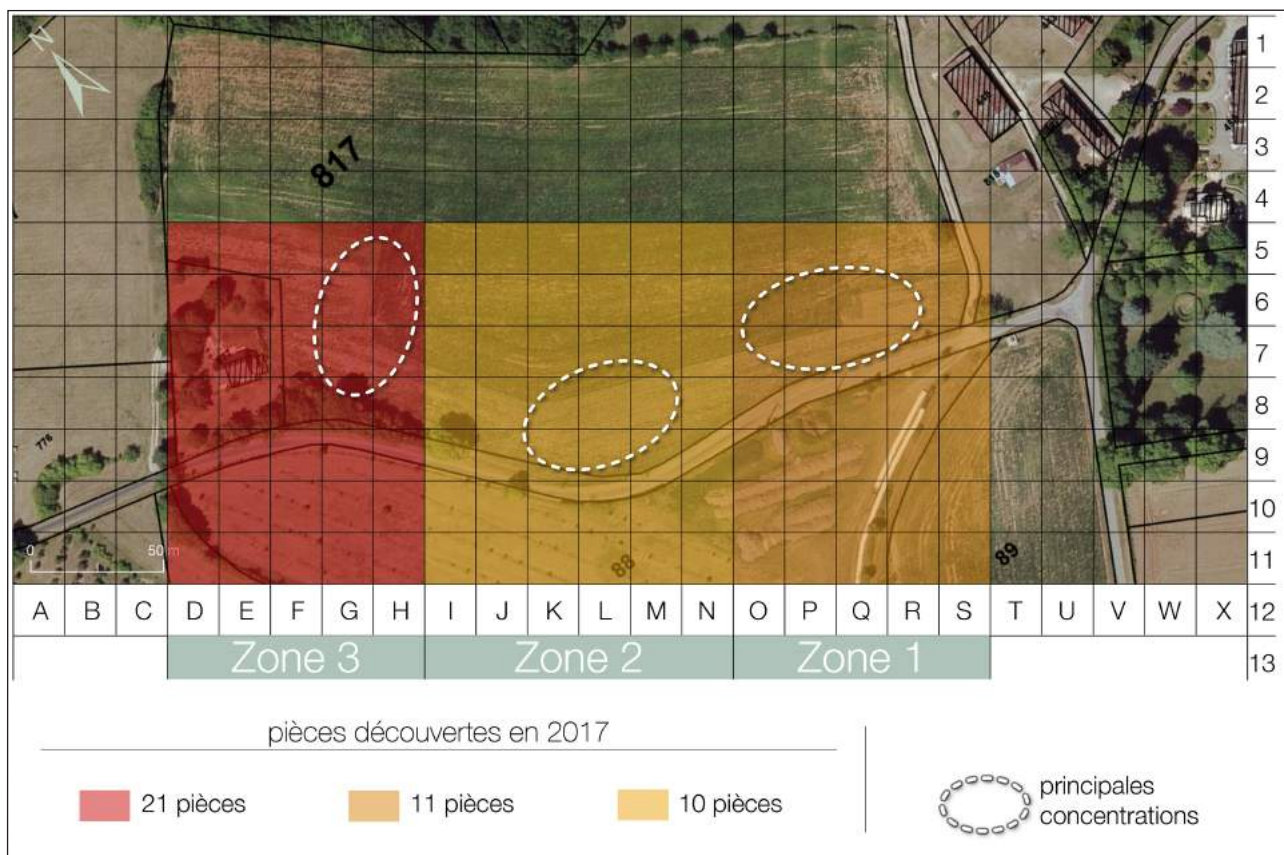 N
1
2
3
817
4
5
6
7
8
776
9
10
0 50 m
88
89
11
A B C D E F G H I J K L M N O P Q R S T U V W X 12
Zone 3 Zone 2 Zone 1 13
pièces découvertes en 2017
21 pièces 11 pièces 10 pièces
principales
concentrations